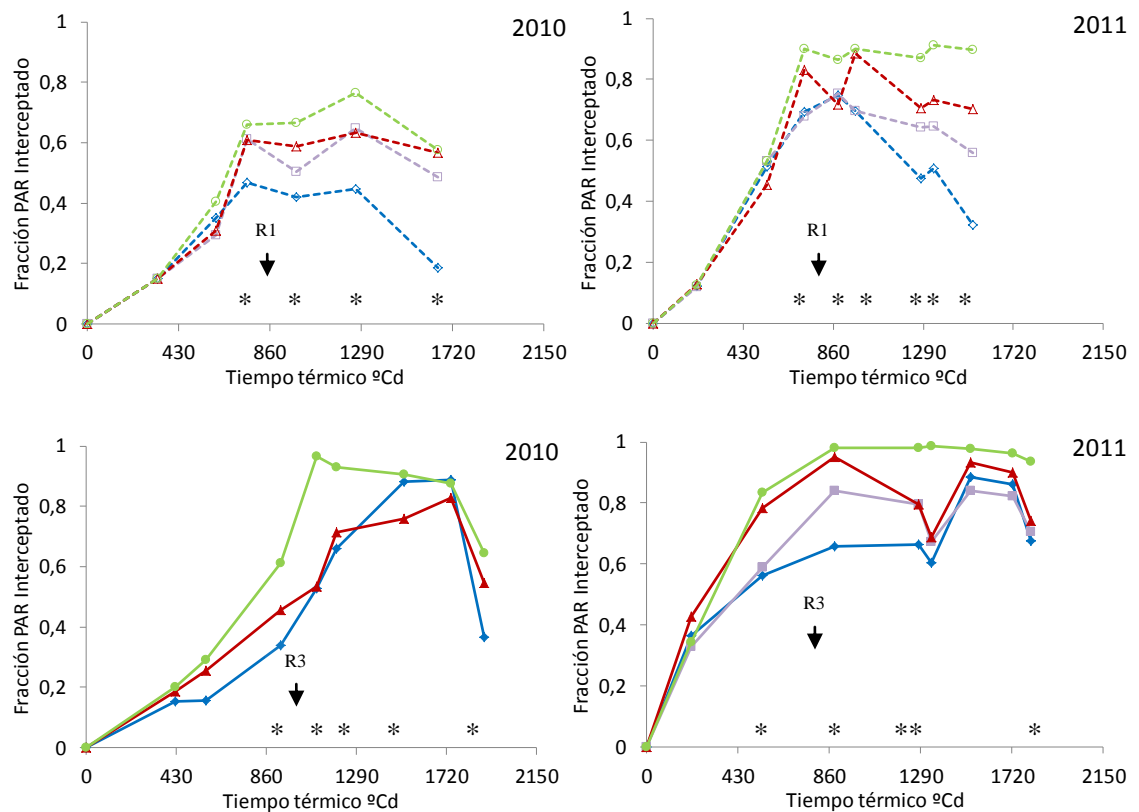 2010
Fracción PAR Interceptado
1
0,8
0,6
0,4
0,2
0
R1
* * * *
0 430 860 1290 1720 2150
Tiempo térmico ºCd
2011
Fracción PAR Interceptado
1
0,8
0,6
0,4
0,2
0
R1
* * * * * *
0 430 860 1290 1720 2150
Tiempo térmico ºCd
2010
Fracción PAR Interceptado
1
0,8
0,6
0,4
0,2
0
R3
* * * * *
0 430 860 1290 1720 2150
Tiempo térmico ºCd
2011
Fracción PAR Interceptado
1
0,8
0,6
0,4
0,2
0
R3
* * * * *
0 430 860 1290 1720 2150
Tiempo térmico ºCd